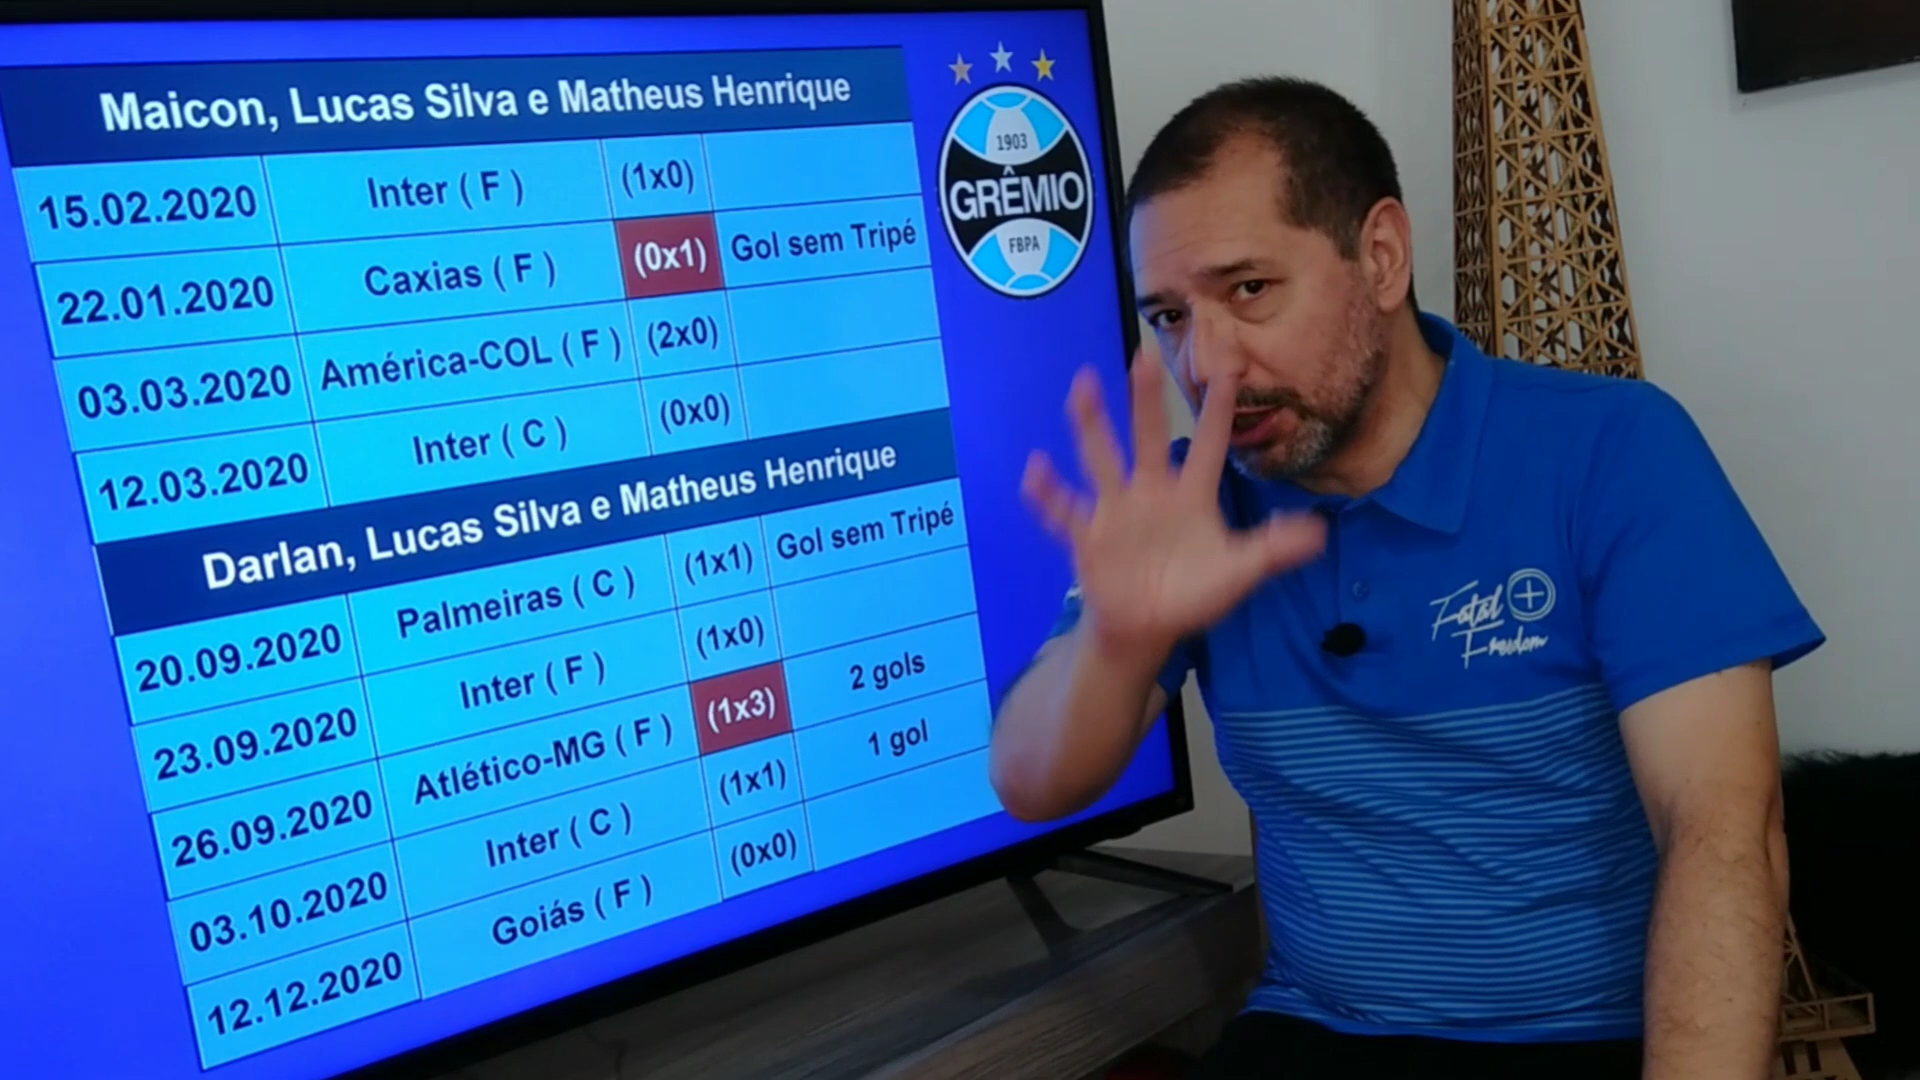 Maicon, Lucas Silva e Matheus Henrique
15.02.2020 Inter ( F ) (1x0)
22.01.2020 Caxias ( F ) (0x1) Gol sem Tripé
03.03.2020 América-COL ( F ) (2x0)
12.03.2020 Inter ( C ) (0x0)
Darlan, Lucas Silva e Matheus Henrique
20.09.2020 Palmeiras ( C ) (1x1) Gol sem Tripé
23.09.2020 Inter ( F ) (1x0)
26.09.2020 Atlético-MG ( F ) (1x3) 2 gols
03.10.2020 Inter ( C ) (1x1) 1 gol
12.12.2020 Goiás ( F ) (0x0)
1903
GRÊMIO
FBPA
Fatal
Freedom